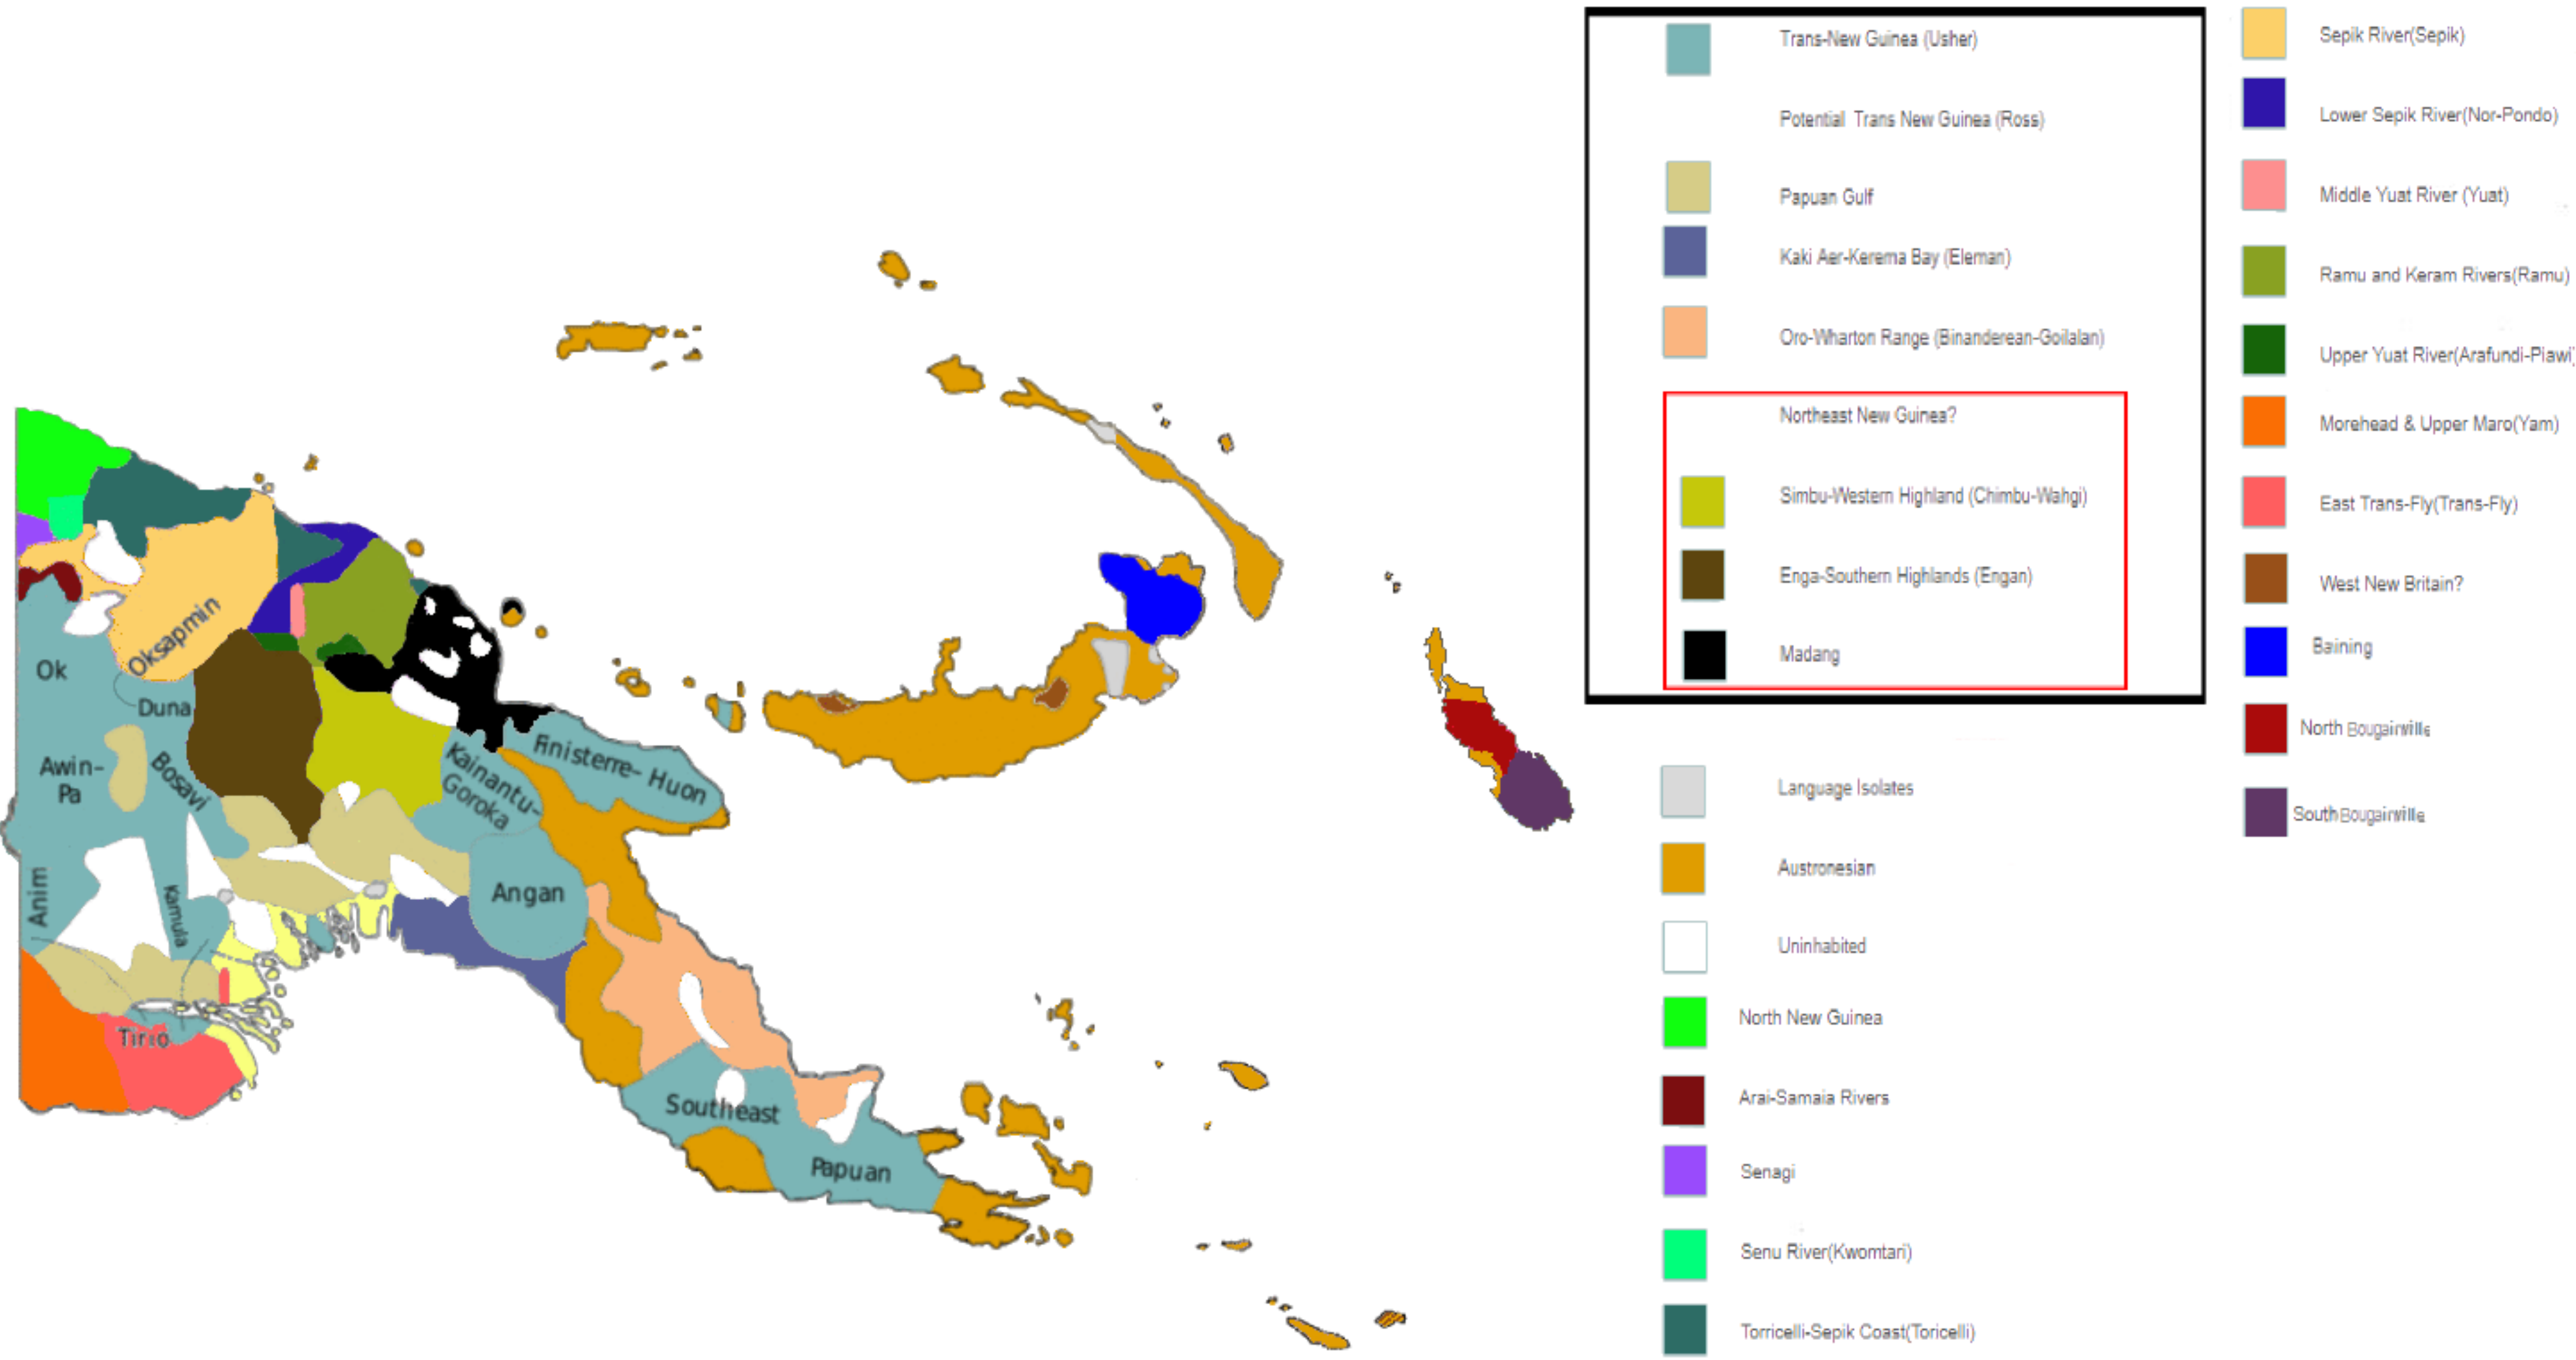 Oksapmin
Ok
Duna
Awin-
Pa
Bosavi
Kainantu-
Goroka
Finisterre- Huon
Anim
Kamula
Angan
Tirio
Southeast
Papuan
Trans-New Guinea (Usher)
Potential Trans New Guinea (Ross)
Papuan Gulf
Kaki Aer-Kerema Bay (Eleman)
Oro-Wharton Range (Binanderean-Goilalan)
Northeast New Guinea?
Simbu-Western Highland (Chimbu-Wahgi)
Enga-Southern Highlands (Engan)
Madang
Language Isolates
Austronesian
Uninhabited
North New Guinea
Arai-Samaia Rivers
Senagi
Senu River(Kwomtari)
Torricelli-Sepik Coast(Toricelli)
Sepik River(Sepik)
Lower Sepik River(Nor-Pondo)
Middle Yuat River (Yuat)
Ramu and Keram Rivers(Ramu)
Upper Yuat River(Arafundi-Piawi)
Morehead & Upper Maro(Yam)
East Trans-Fly(Trans-Fly)
West New Britain?
Baining
North Bougainville
South Bougainville